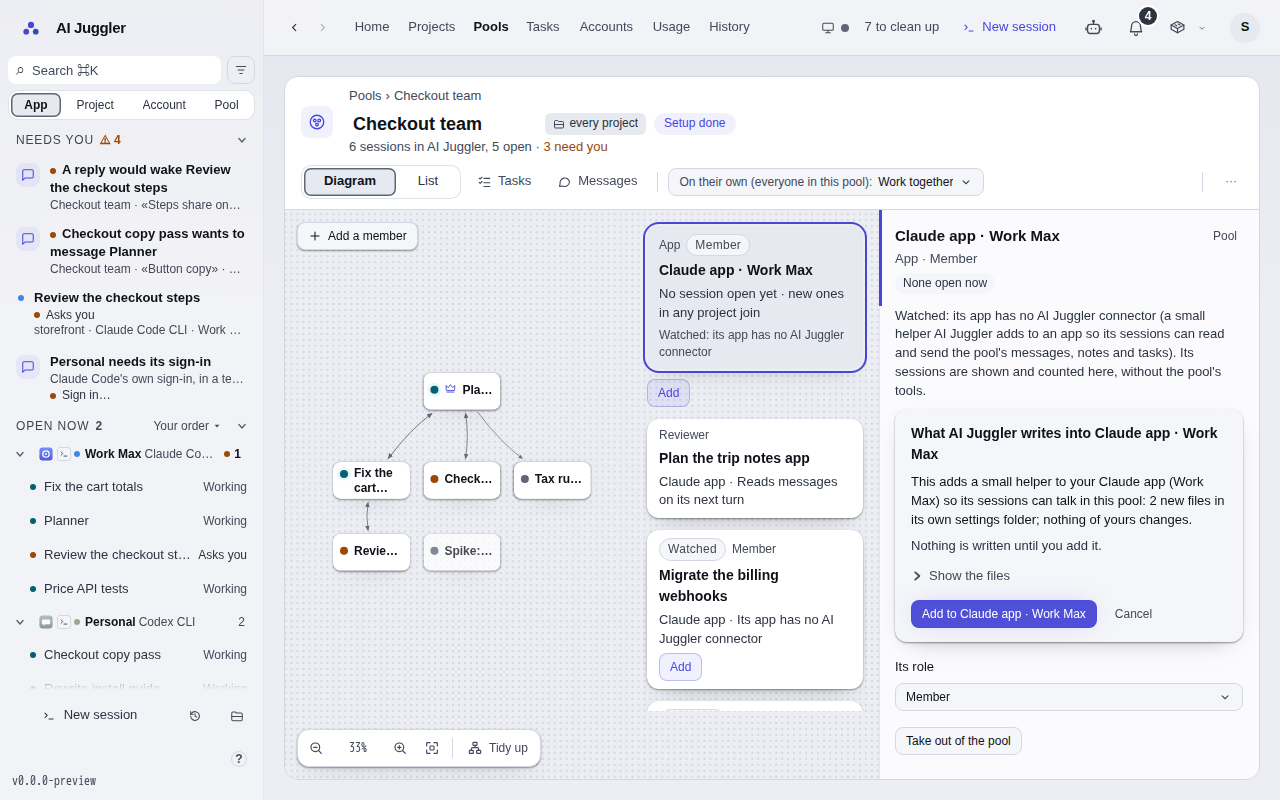 AI Juggler
Search ⌘K
App
Project
Account
Pool
NEEDS YOU
4
A reply would wake Review the checkout steps
Checkout team · «Steps share on…
Checkout copy pass wants to message Planner
Checkout team · «Button copy» · …
Review the checkout steps
Asks you
storefront · Claude Code CLI · Work …
Personal needs its sign-in
Claude Code's own sign-in, in a te…
Sign in…
OPEN NOW 2
Your order
Work Max Claude Co…
1
Fix the cart totals
Working
Planner
Working
Review the checkout st…
Asks you
Price API tests
Working
Personal Codex CLI
2
Checkout copy pass
Working
Rewrite install guide
Working
New session
?
v0.0.0-preview
Home
Projects
Pools
Tasks
Accounts
Usage
History
7 to clean up
New session
4
S
Pools › Checkout team
Checkout team
every project
Setup done
6 sessions in AI Juggler, 5 open · 3 need you
Diagram
List
Tasks
Messages
On their own (everyone in this pool): Work together
Add a member
Pla…
Fix the cart…
Check…
Tax ru…
Revie…
Spike:…
33%
Tidy up
App Member
Claude app · Work Max
No session open yet · new ones
in any project join
Watched: its app has no AI Juggler
connector
Add
Reviewer
Plan the trip notes app
Claude app · Reads messages
on its next turn
Watched Member
Migrate the billing
webhooks
Claude app · Its app has no AI
Juggler connector
Add
Claude app · Work Max
Pool
App · Member
None open now
Watched: its app has no AI Juggler connector (a small
helper AI Juggler adds to an app so its sessions can read
and send the pool's messages, notes and tasks). Its
sessions are shown and counted here, without the pool's
tools.
What AI Juggler writes into Claude app · Work
Max
This adds a small helper to your Claude app (Work
Max) so its sessions can talk in this pool: 2 new files in
its own settings folder; nothing of yours changes.
Nothing is written until you add it.
Show the files
Add to Claude app · Work Max
Cancel
Its role
Member
Take out of the pool